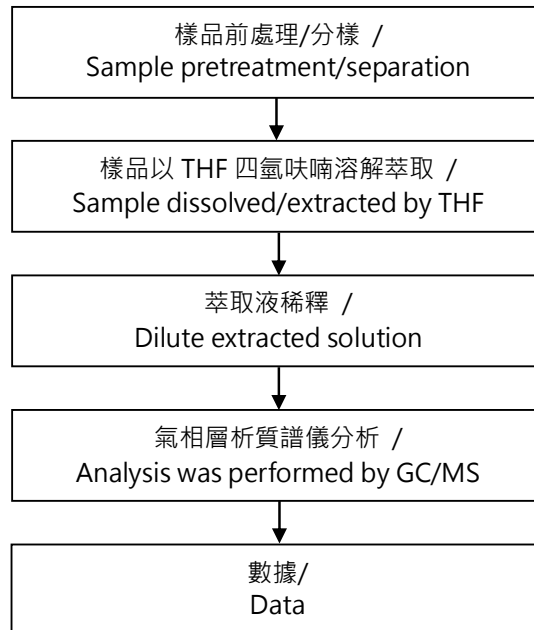 樣品前處理/分樣 /
Sample pretreatment/separation
樣品以 THF 四氫呋喃溶解萃取 /
Sample dissolved/extracted by THF
萃取液稀釋 /
Dilute extracted solution
氣相層析質譜儀分析 /
Analysis was performed by GC/MS
數據/
Data